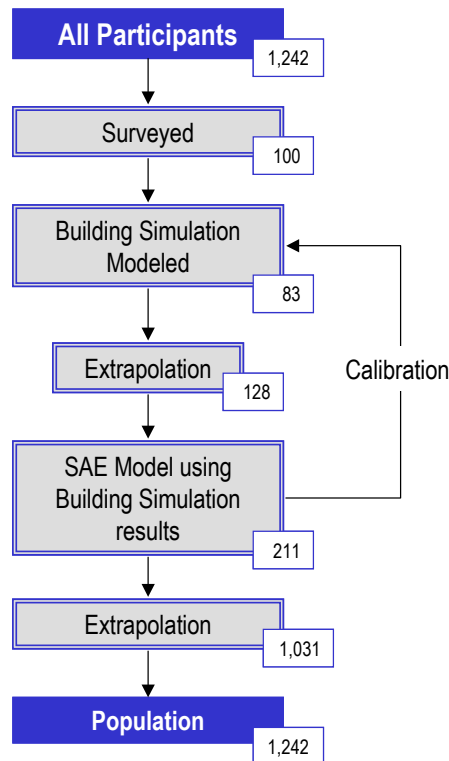 All Participants
1,242
Surveyed
100
Building Simulation
Modeled
83
Extrapolation
128
Calibration
SAE Model using
Building Simulation
results
211
Extrapolation
1,031
Population
1,242